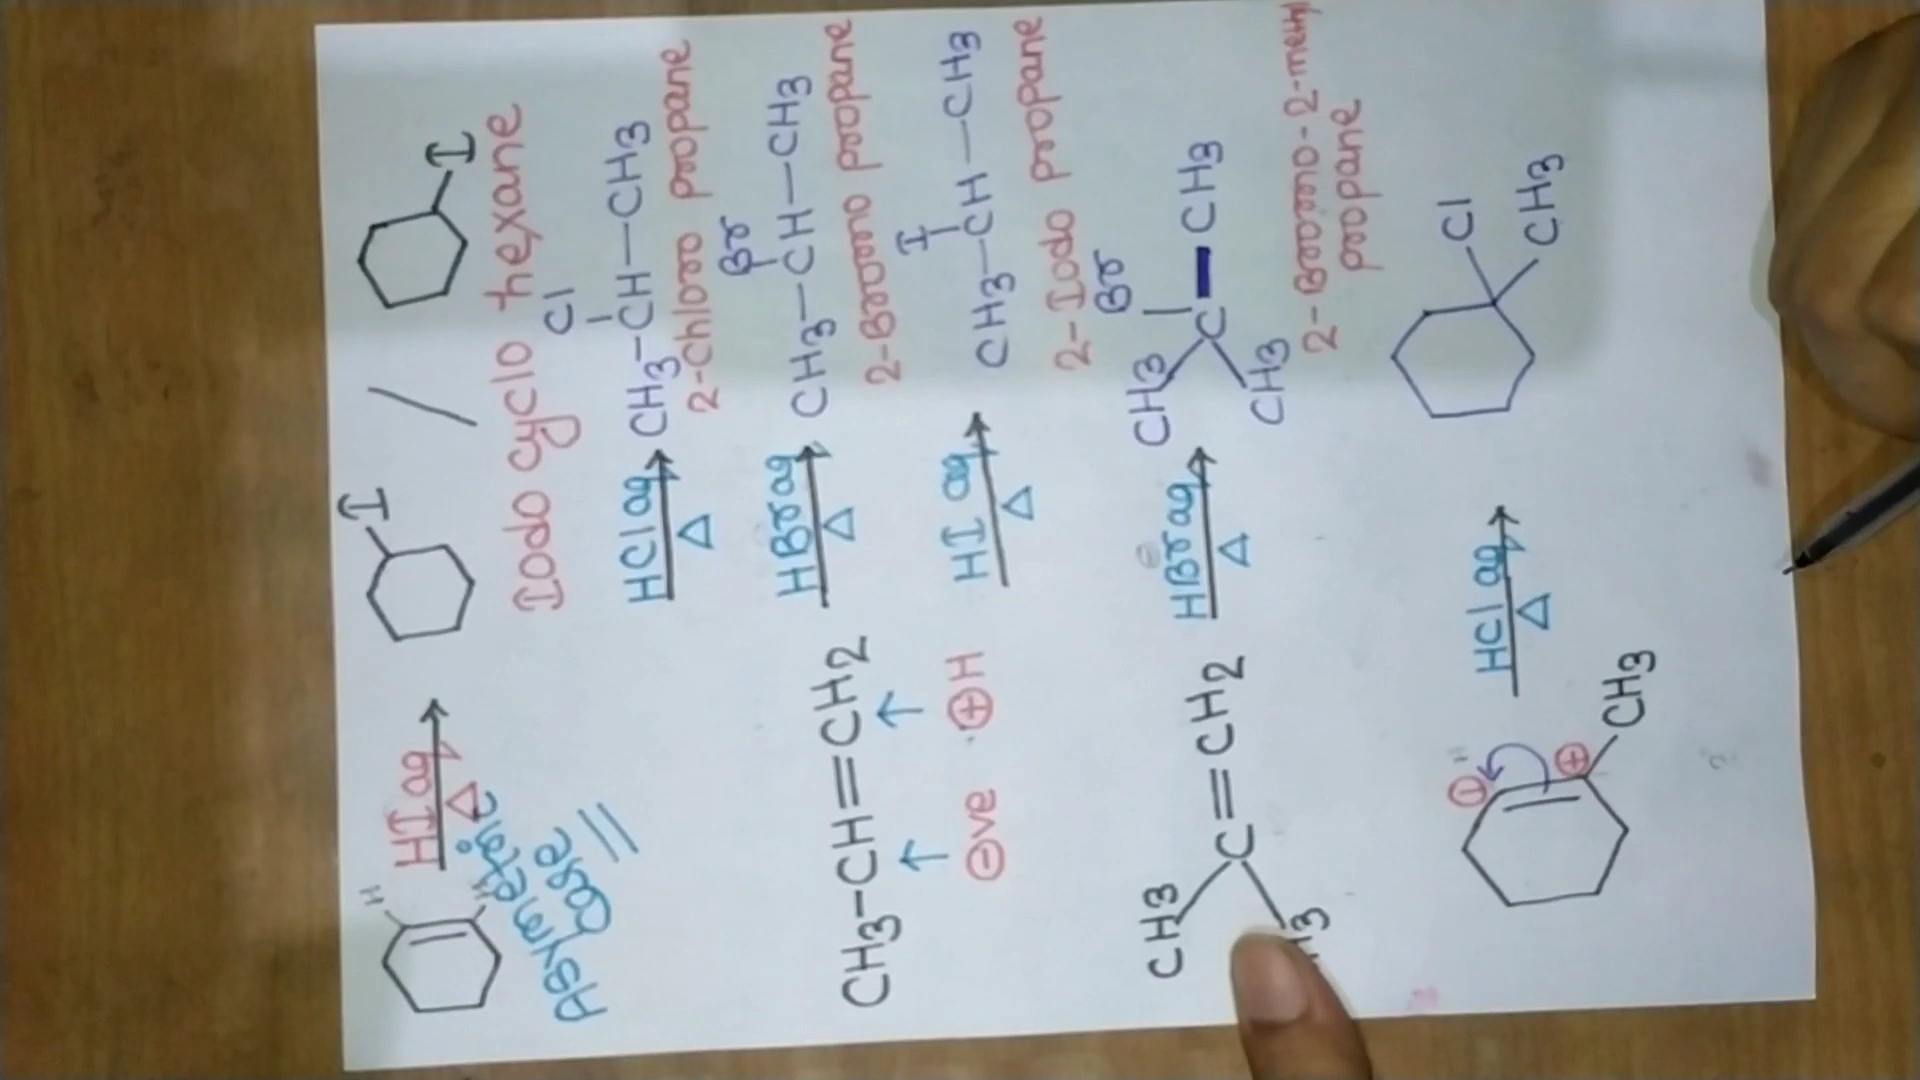 H
H
HI aq
△
I
/
I
Iodo cyclo hexane
Asymmetric
Case
HCl aq
△
Cl
CH3-CH-CH3
2-Chloro propane
CH3-CH=CH2
HBr aq
△
Br
CH3-CH-CH3
2-Bromo propane
⊖ve
⊕H
HI aq
△
I
CH3-CH-CH3
2-Iodo propane
CH3
C=CH2
HBr aq
△
Br
CH3
C-CH3
CH3
2-Bromo-2-methyl
propane
⊖
H
⊕
CH3
HCl aq
△
Cl
CH3